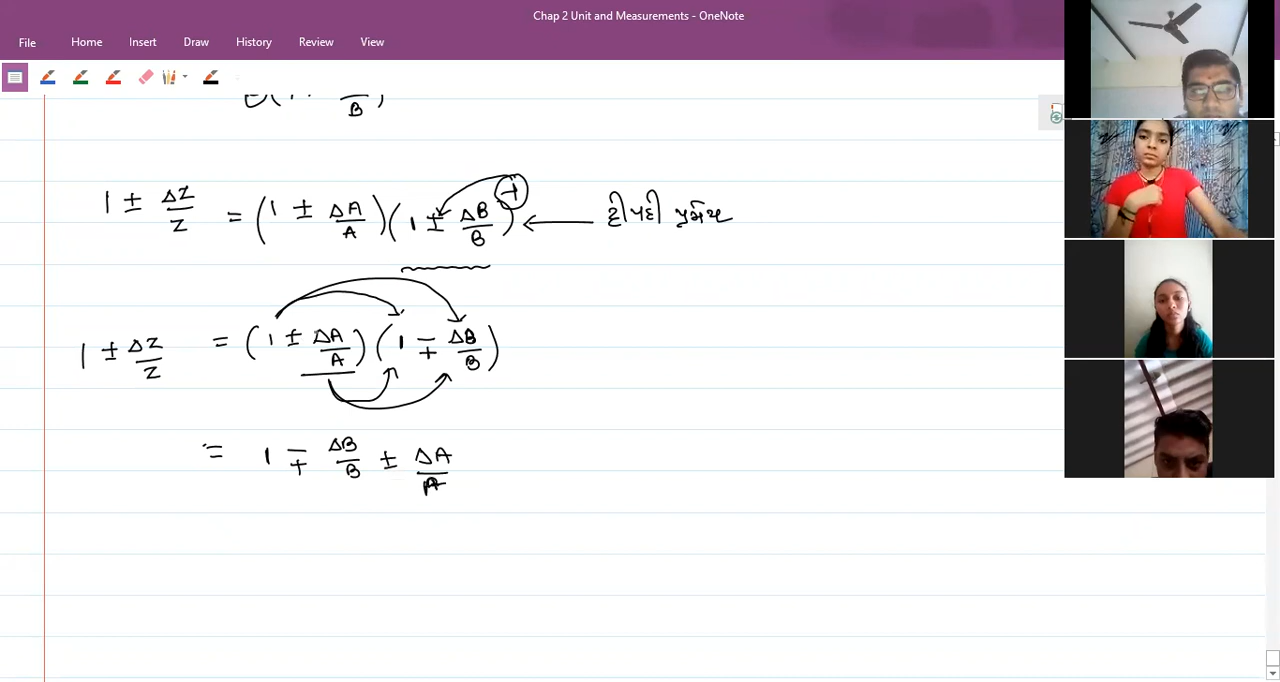 Chap 2 Unit and Measurements - OneNote
File Home Insert Draw History Review View
B
1 ± ΔZ/Z = (1 ± ΔA/A)(1 ± ΔB/B)⁻¹ ←
1 ± ΔZ/Z = (1 ± ΔA/A)(1 ∓ ΔB/B)
= 1 ∓ ΔB/B ± ΔA/A